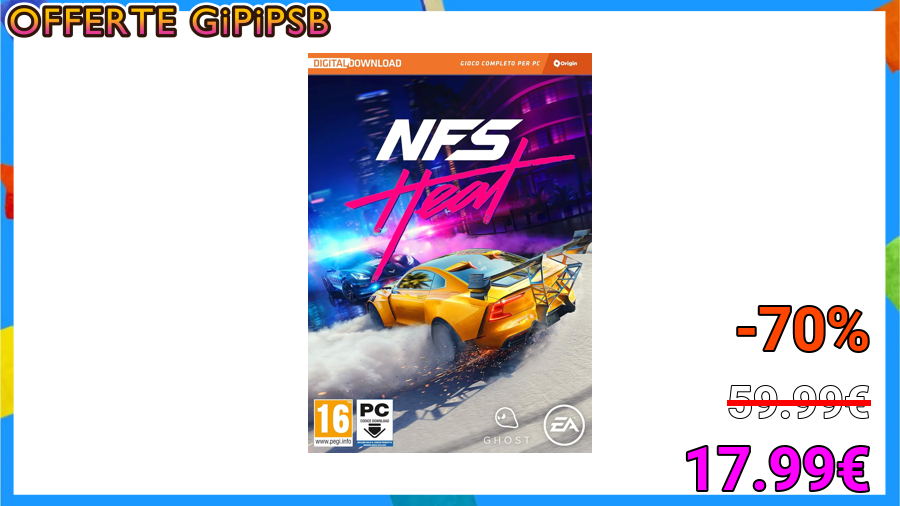 OFFERTE GiPiPSB
DIGITAL DOWNLOAD
GIOCO COMPLETO PER PC
Origin
NFS
Heat
-70%
59.99€
17.99€
16
www.pegi.info
PC
CODICE DOWNLOAD
GHOST
EA